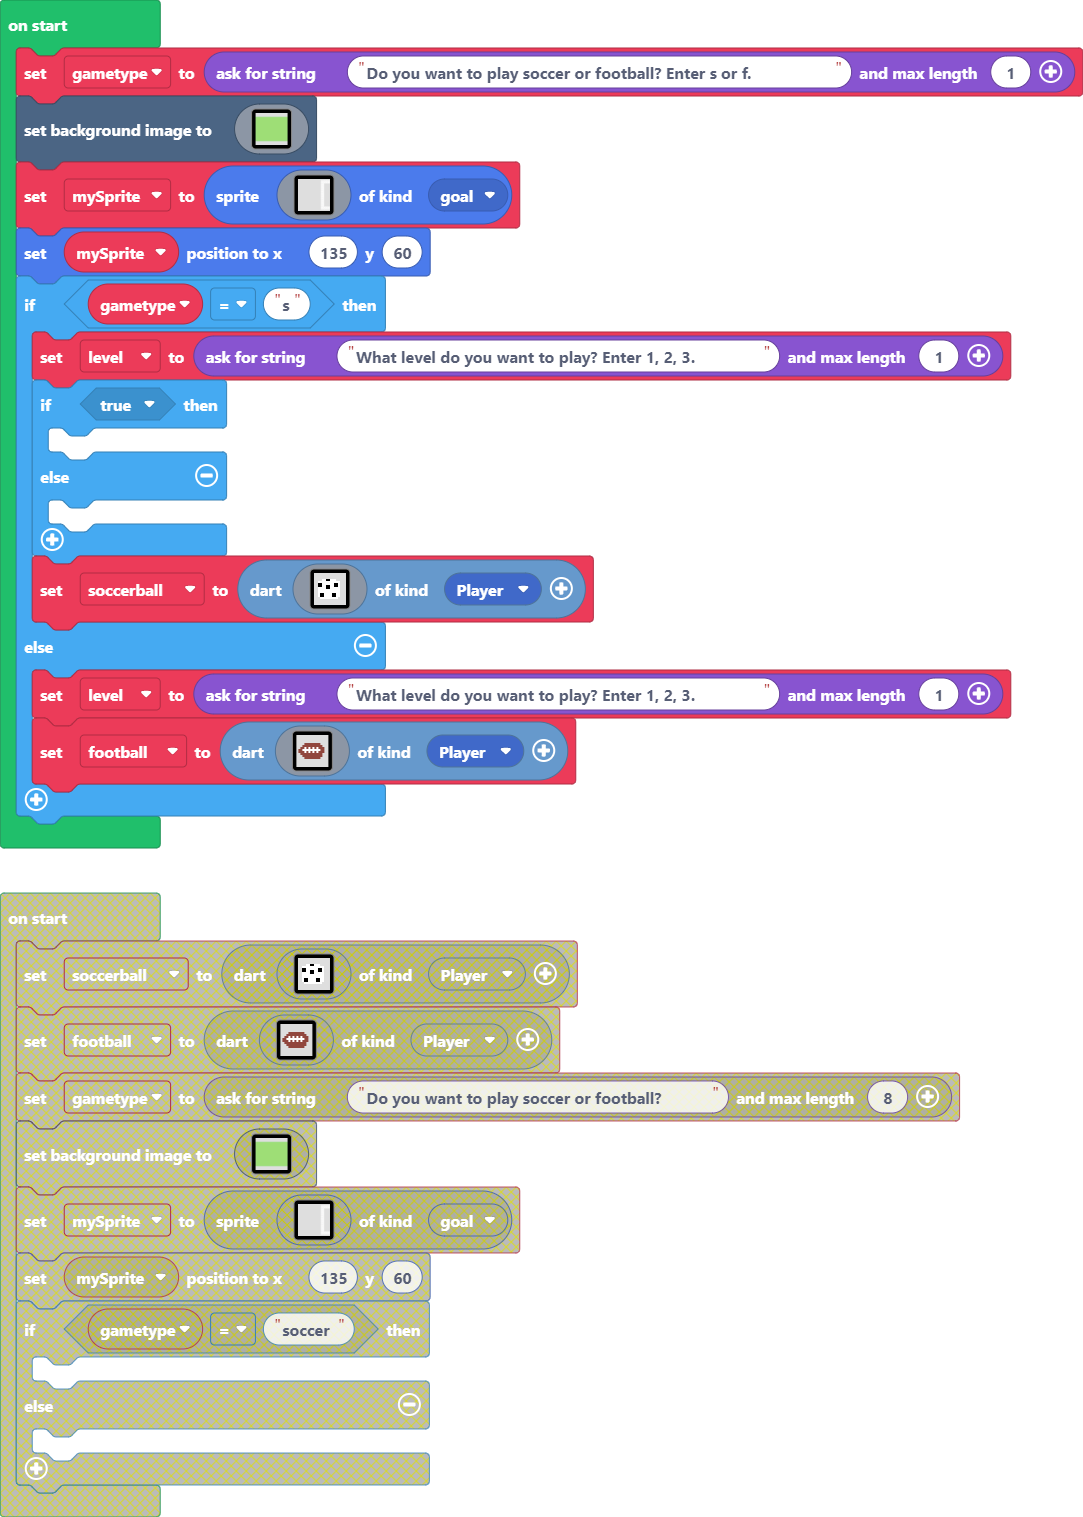 on start
set gametype to ask for string "Do you want to play soccer or football? Enter s or f." and max length 1
set background image to
set mySprite to sprite of kind goal
set mySprite position to x 135 y 60
if gametype = "s" then
set level to ask for string "What level do you want to play? Enter 1, 2, 3. " and max length 1
if true then
else
set soccerball to dart of kind Player
else
set level to ask for string "What level do you want to play? Enter 1, 2, 3. " and max length 1
set football to dart of kind Player
on start
set soccerball to dart of kind Player
set football to dart of kind Player
set gametype to ask for string "Do you want to play soccer or football? " and max length 8
set background image to
set mySprite to sprite of kind goal
set mySprite position to x 135 y 60
if gametype = "soccer" then
else